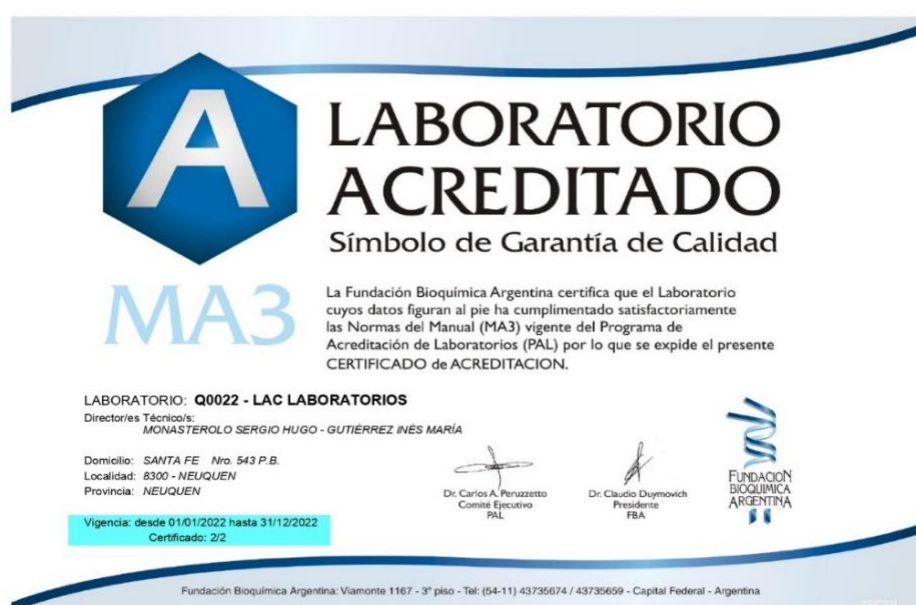 A
LABORATORIO
ACREDITADO
Símbolo de Garantía de Calidad
MA3
La Fundación Bioquímica Argentina certifica que el Laboratorio
cuyos datos figuran al pie ha cumplimentado satisfactoriamente
las Normas del Manual (MA3) vigente del Programa de
Acreditación de Laboratorios (PAL) por lo que se expide el presente
CERTIFICADO de ACREDITACION.
LABORATORIO: Q0022 - LAC LABORATORIOS
Director/es Técnico/s:
MONASTEROLO SERGIO HUGO - GUTIÉRREZ INÉS MARÍA
Domicilio: SANTA FE Nro. 543 P.B.
Localidad: 8300 - NEUQUEN
Provincia: NEUQUEN
Vigencia: desde 01/01/2022 hasta 31/12/2022
Certificado: 2/2
Dr. Carlos A. Peruzzetto
Comité Ejecutivo
PAL
Dr. Claudio Duymovich
Presidente
FBA
FUNDACION
BIOQUIMICA
ARGENTINA
Fundación Bioquímica Argentina: Viamonte 1167 - 3º piso - Tel: (54-11) 43735674 / 43735659 - Capital Federal - Argentina